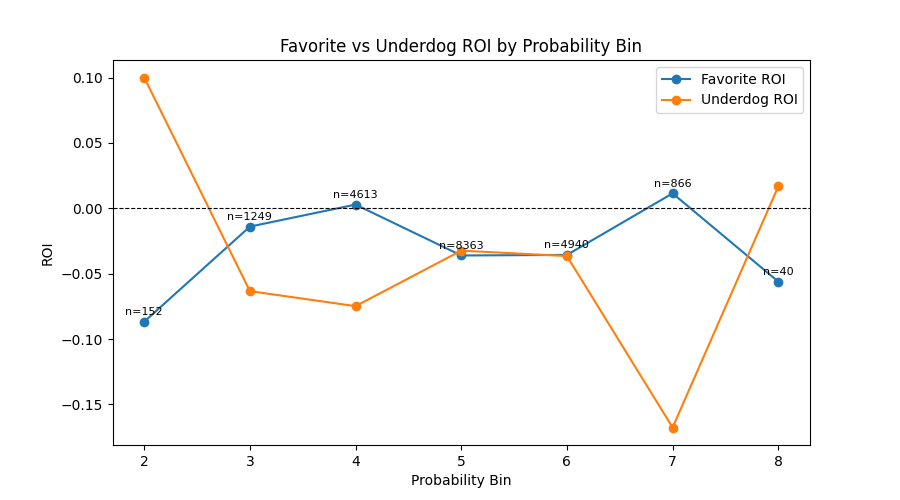 Favorite vs Underdog ROI by Probability Bin
Favorite ROI
Underdog ROI
0.10
0.05
0.00
−0.05
−0.10
−0.15
ROI
n=152
n=1249
n=4613
n=8363
n=4940
n=866
n=40
2 3 4 5 6 7 8
Probability Bin